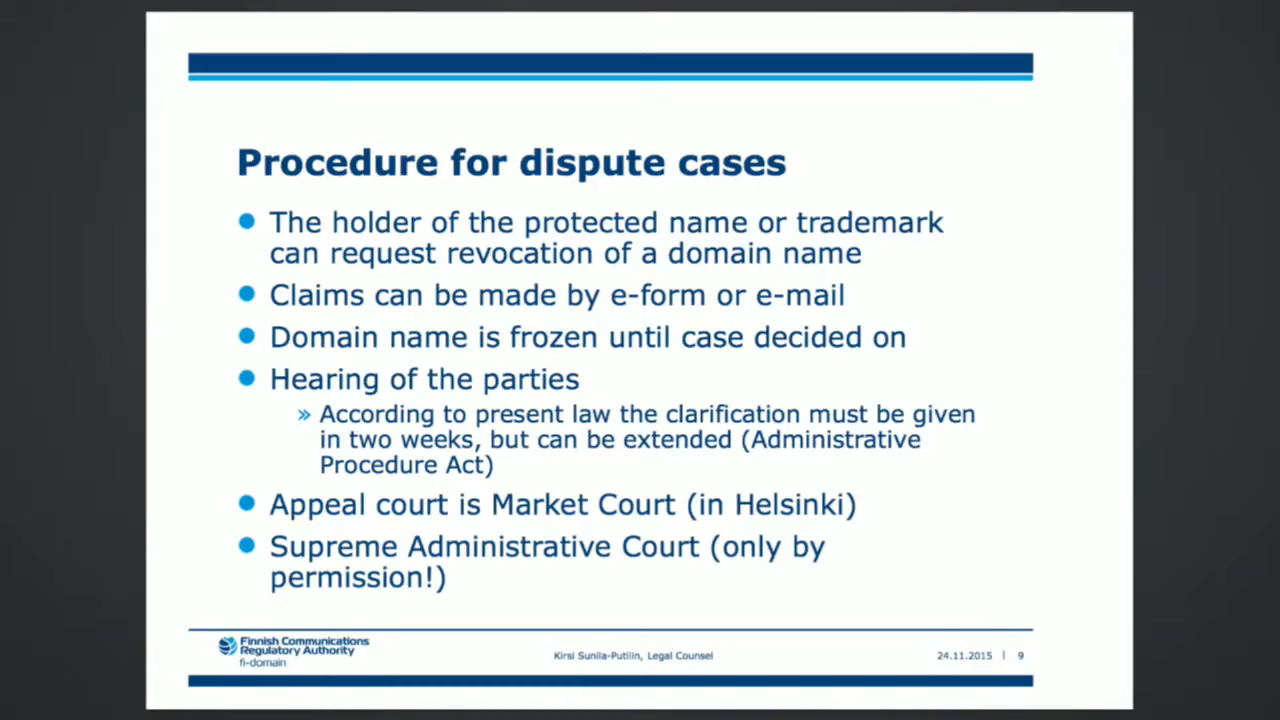 Procedure for dispute cases
The holder of the protected name or trademark
can request revocation of a domain name
Claims can be made by e-form or e-mail
Domain name is frozen until case decided on
Hearing of the parties
» According to present law the clarification must be given
in two weeks, but can be extended (Administrative
Procedure Act)
Appeal court is Market Court (in Helsinki)
Supreme Administrative Court (only by
permission!)
Finnish Communications
Regulatory Authority
fi-domain
Kirsi Sunila-Putilin, Legal Counsel
24.11.2015 | 9